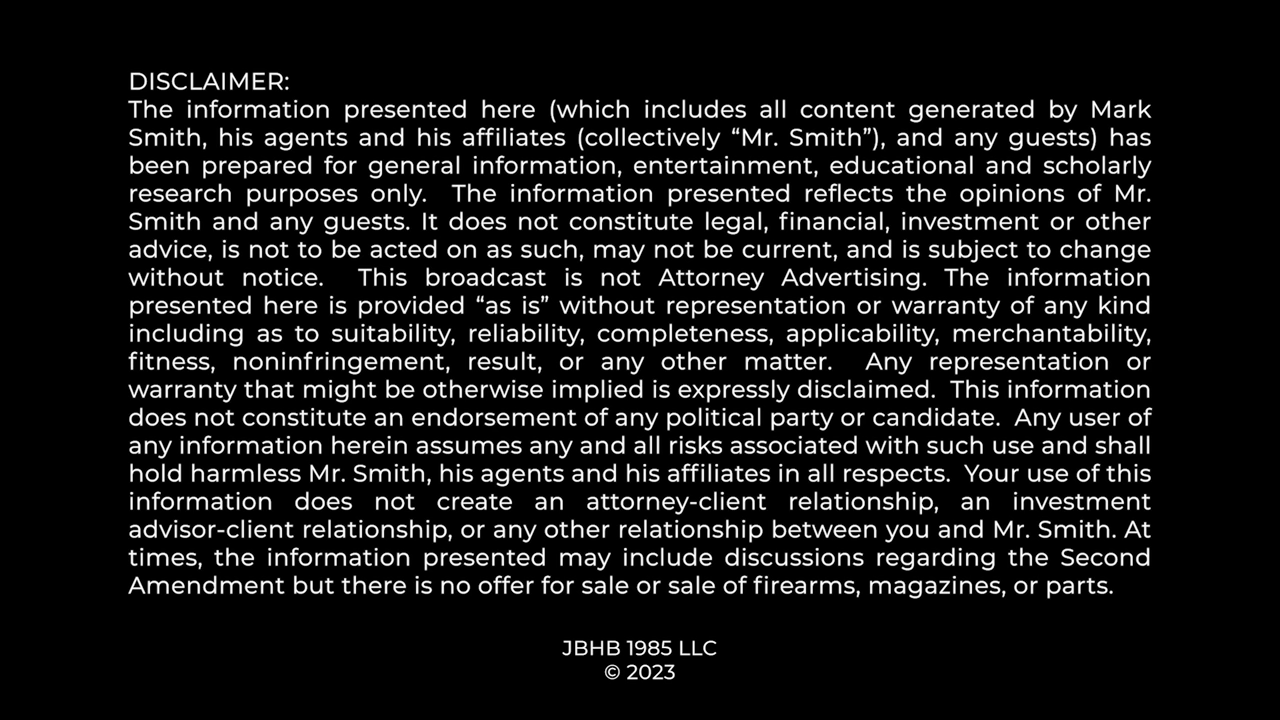 DISCLAIMER:
The information presented here (which includes all content generated by Mark
Smith, his agents and his affiliates (collectively “Mr. Smith”), and any guests) has
been prepared for general information, entertainment, educational and scholarly
research purposes only.  The information presented reflects the opinions of Mr.
Smith and any guests. It does not constitute legal, financial, investment or other
advice, is not to be acted on as such, may not be current, and is subject to change
without notice.  This broadcast is not Attorney Advertising. The information
presented here is provided “as is” without representation or warranty of any kind
including as to suitability, reliability, completeness, applicability, merchantability,
fitness, noninfringement, result, or any other matter.  Any representation or
warranty that might be otherwise implied is expressly disclaimed.  This information
does not constitute an endorsement of any political party or candidate.  Any user of
any information herein assumes any and all risks associated with such use and shall
hold harmless Mr. Smith, his agents and his affiliates in all respects.  Your use of this
information does not create an attorney-client relationship, an investment
advisor-client relationship, or any other relationship between you and Mr. Smith. At
times, the information presented may include discussions regarding the Second
Amendment but there is no offer for sale or sale of firearms, magazines, or parts.
JBHB 1985 LLC
© 2023